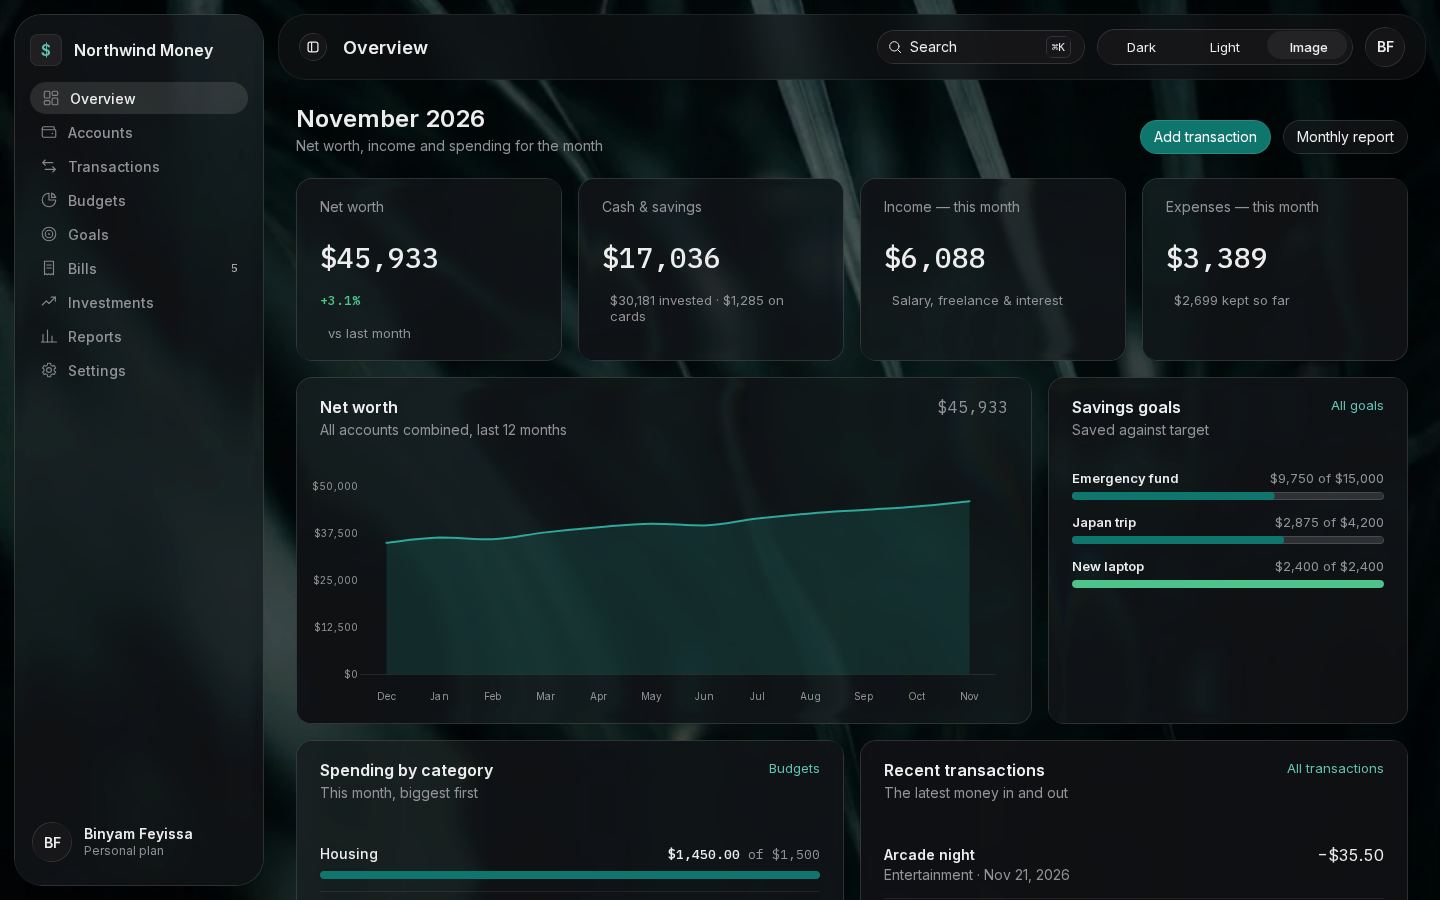 $ Northwind Money
Overview
Accounts
Transactions
Budgets
Goals
Bills 5
Investments
Reports
Settings
BF Binyam Feyissa
Personal plan
Overview
Search ⌘K
Dark Light Image
BF
November 2026
Net worth, income and spending for the month
Add transaction Monthly report
Net worth
$45,933
+3.1%
vs last month
Cash & savings
$17,036
$30,181 invested · $1,285 on
cards
Income — this month
$6,088
Salary, freelance & interest
Expenses — this month
$3,389
$2,699 kept so far
Net worth $45,933
All accounts combined, last 12 months
$50,000
$37,500
$25,000
$12,500
$0
Dec Jan Feb Mar Apr May Jun Jul Aug Sep Oct Nov
Savings goals All goals
Saved against target
Emergency fund $9,750 of $15,000
Japan trip $2,875 of $4,200
New laptop $2,400 of $2,400
Spending by category Budgets
This month, biggest first
Housing $1,450.00 of $1,500
Recent transactions All transactions
The latest money in and out
Arcade night −$35.50
Entertainment · Nov 21, 2026